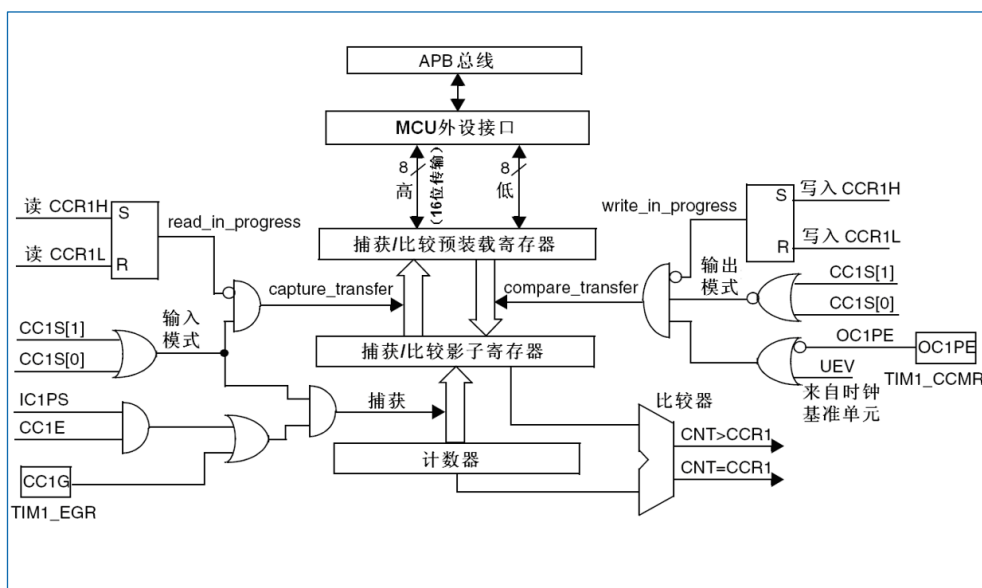 APB 总线
MCU外设接口
8
高
(16位传输)
8
低
读 CCR1H
S
read_in_progress
读 CCR1L
R
write_in_progress
S
写入 CCR1H
R
写入 CCR1L
捕获/比较预装载寄存器
capture_transfer
compare_transfer
输出
模式
CC1S[1]
CC1S[0]
CC1S[1]
输入
模式
CC1S[0]
捕获/比较影子寄存器
OC1PE
OC1PE
UEV
TIM1_CCMR
来自时钟
基准单元
IC1PS
CC1E
捕获
比较器
CNT>CCR1
CNT=CCR1
计数器
CC1G
TIM1_EGR